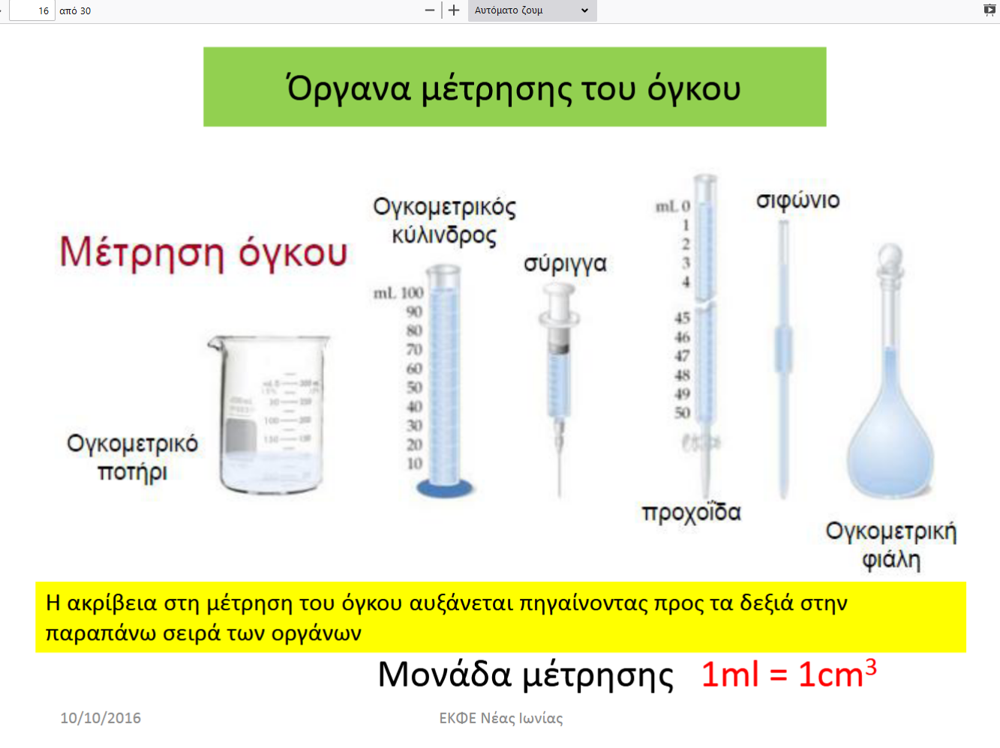 16 από 30
Αυτόματο ζουμ
Όργανα μέτρησης του όγκου
Μέτρηση όγκου
Ογκομετρικό
ποτήρι
Ογκομετρικός
κύλινδρος
mL 100
90
80
70
60
50
40
30
20
10
σύριγγα
mL 0
1
2
3
4
45
46
47
48
49
50
προχοΐδα
σιφώνιο
Ογκομετρική
φιάλη
Η ακρίβεια στη μέτρηση του όγκου αυξάνεται πηγαίνοντας προς τα δεξιά στην
παραπάνω σειρά των οργάνων
Μονάδα μέτρησης 1ml = 1cm³
10/10/2016
ΕΚΦΕ Νέας Ιωνίας